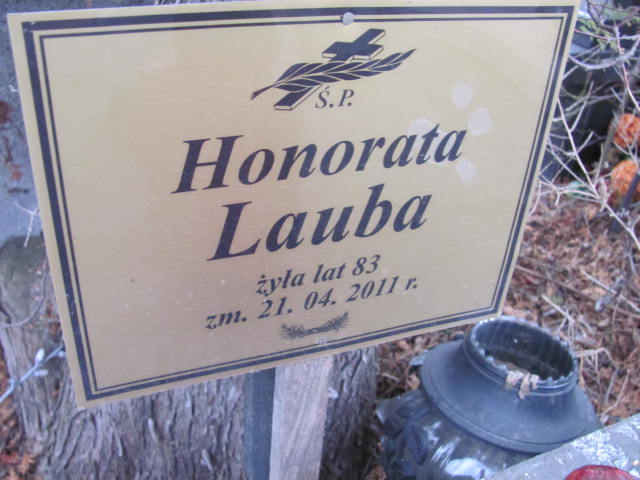 Ś.P.
Honorata
Lauba
żyła lat 83
zm. 21. 04. 2011 r.